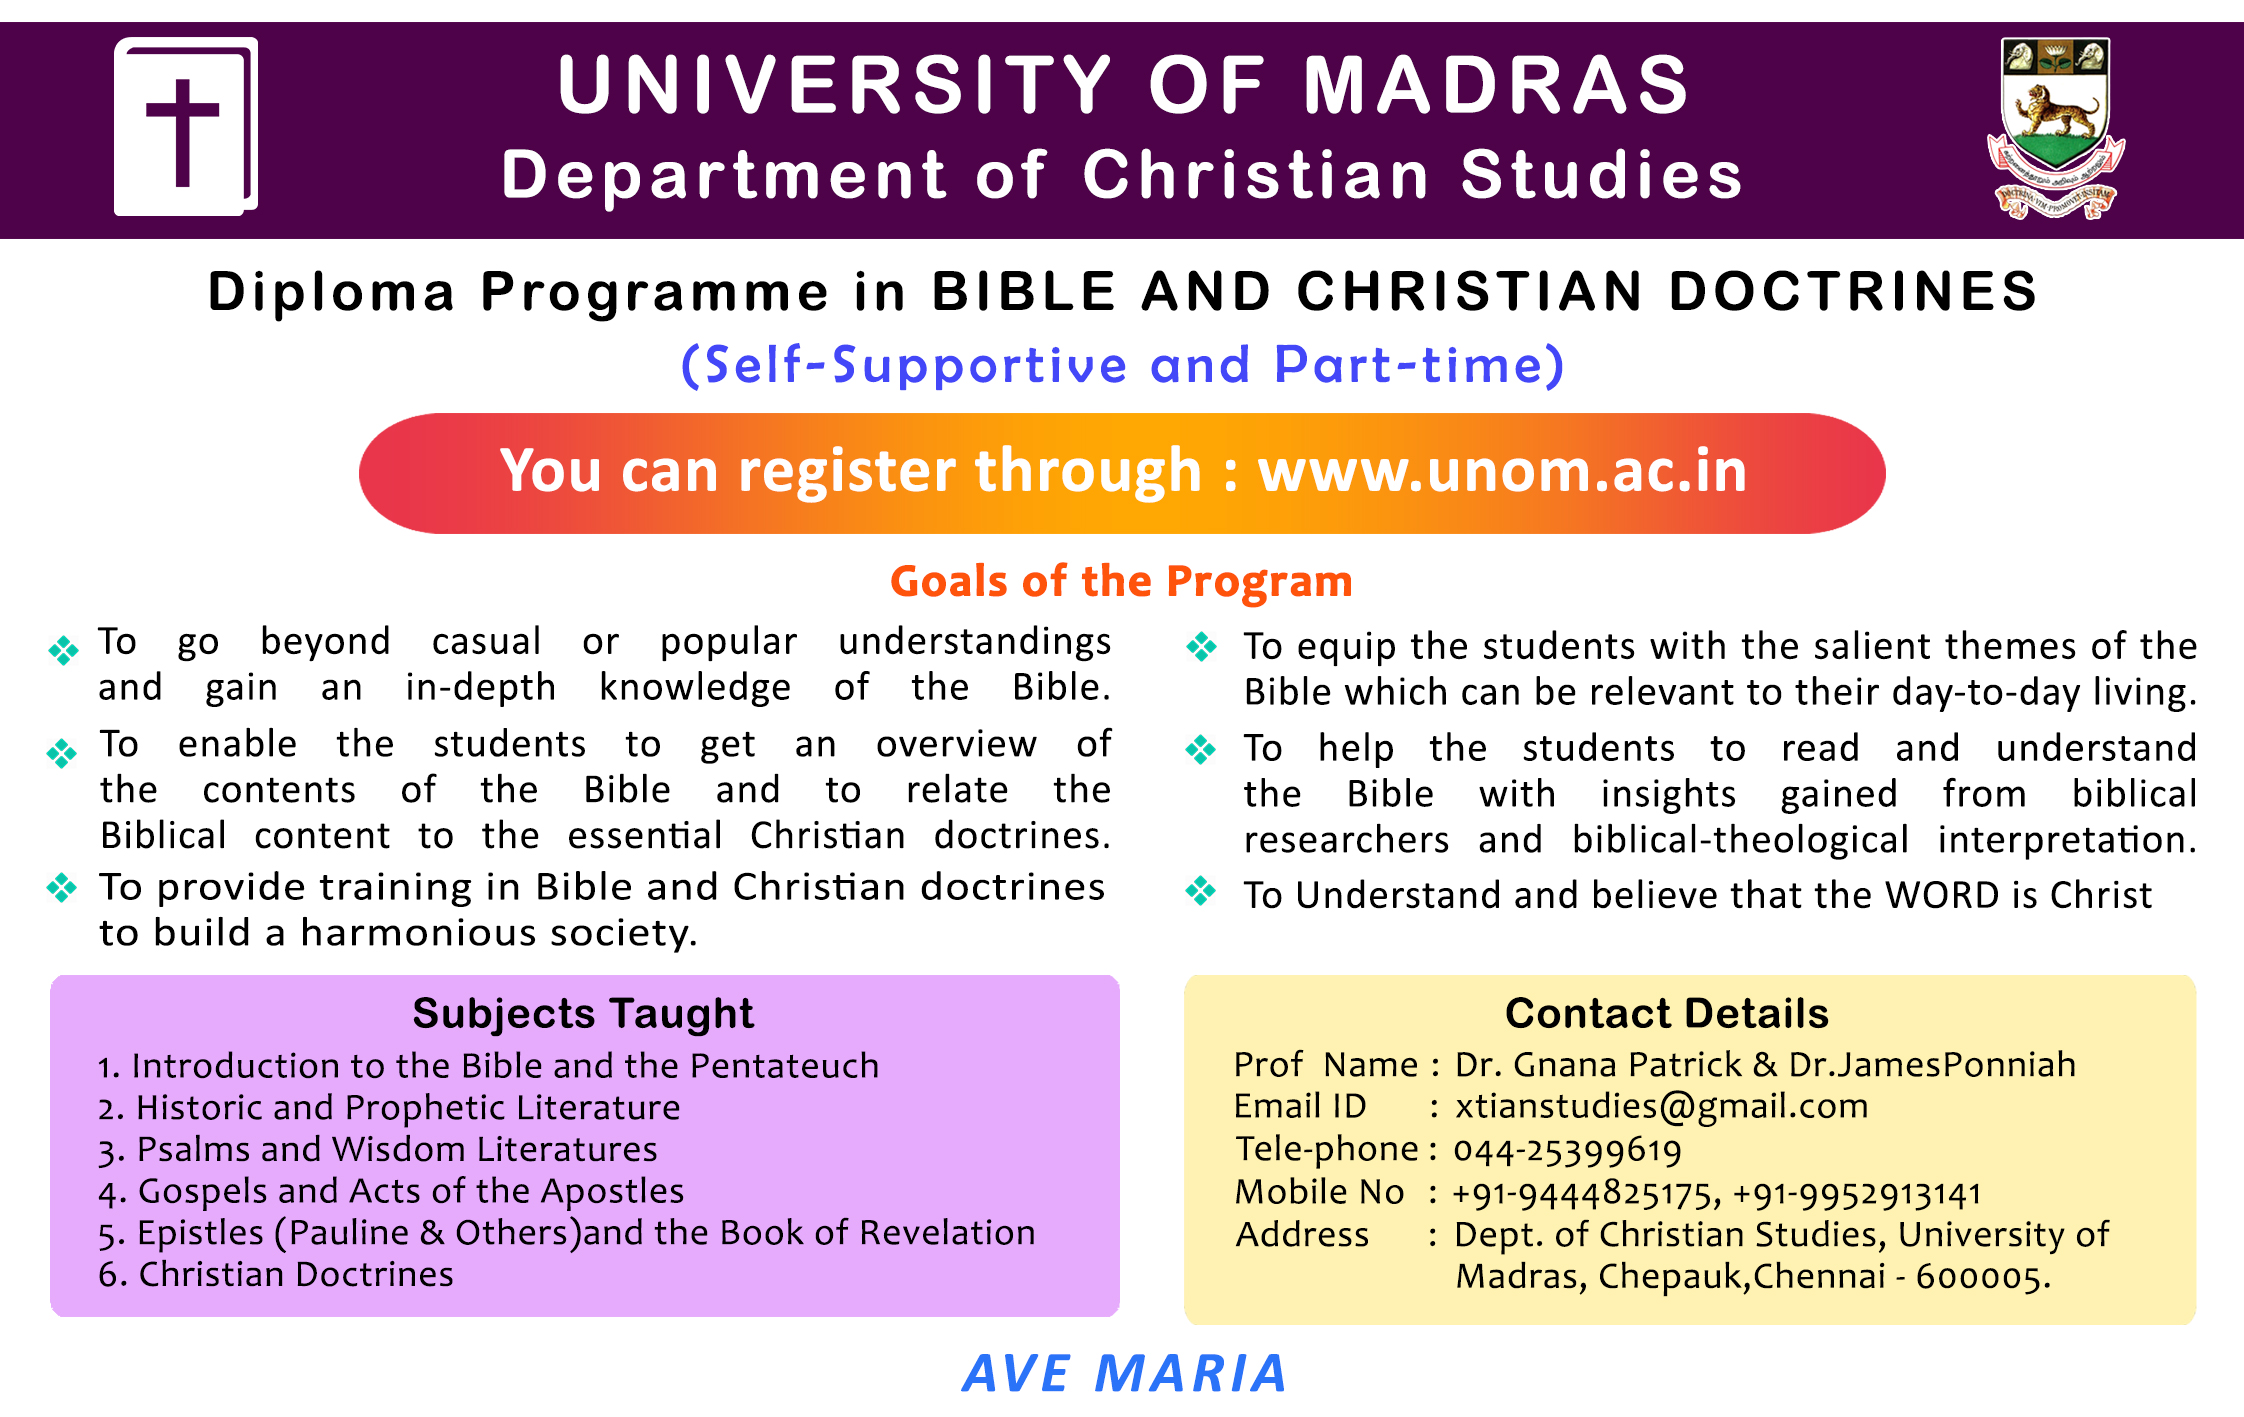 UNIVERSITY OF MADRAS
Department of Christian Studies
Diploma Programme in BIBLE AND CHRISTIAN DOCTRINES
(Self-Supportive and Part-time)
You can register through : www.unom.ac.in
Goals of the Program
To go beyond casual or popular understandings
and gain an in-depth knowledge of the Bible.
To enable the students to get an overview of
the contents of the Bible and to relate the
Biblical content to the essential Christian doctrines.
To provide training in Bible and Christian doctrines
to build a harmonious society.
To equip the students with the salient themes of the
Bible which can be relevant to their day-to-day living.
To help the students to read and understand
the Bible with insights gained from biblical
researchers and biblical-theological interpretation.
To Understand and believe that the WORD is Christ
Subjects Taught
1. Introduction to the Bible and the Pentateuch
2. Historic and Prophetic Literature
3. Psalms and Wisdom Literatures
4. Gospels and Acts of the Apostles
5. Epistles (Pauline & Others)and the Book of Revelation
6. Christian Doctrines
Contact Details
Prof Name : Dr. Gnana Patrick & Dr.JamesPonniah
Email ID : xtianstudies@gmail.com
Tele-phone : 044-25399619
Mobile No : +91-9444825175, +91-9952913141
Address : Dept. of Christian Studies, University of
Madras, Chepauk,Chennai - 600005.
AVE MARIA